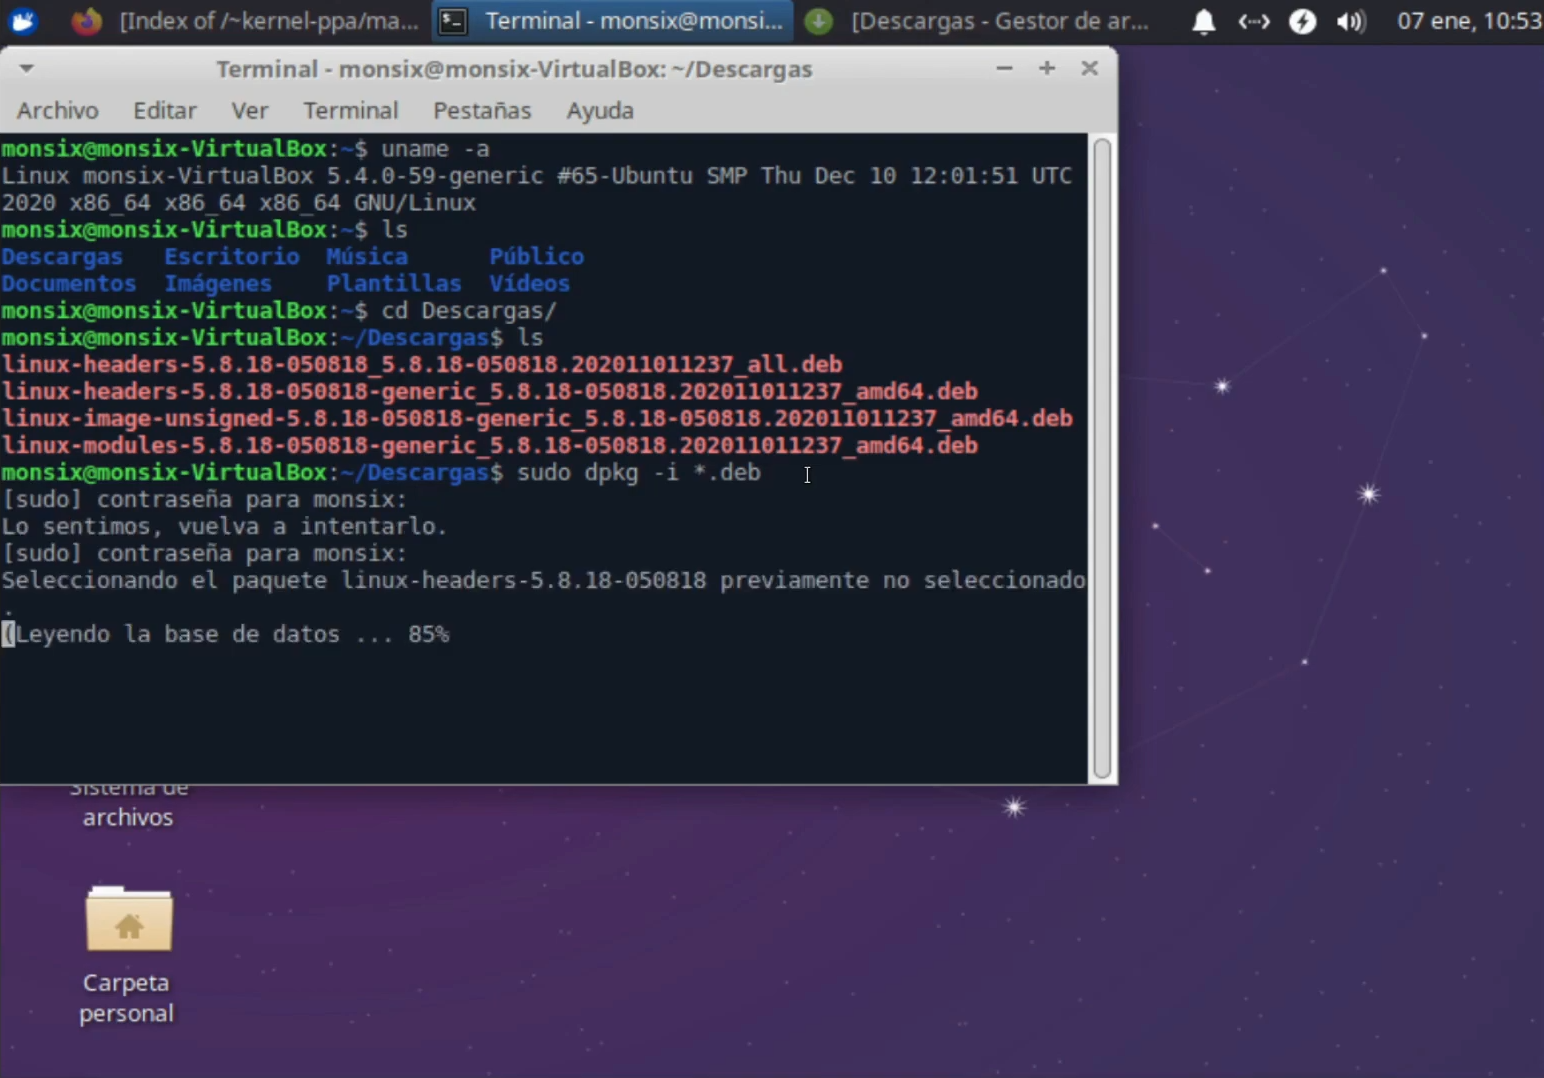 [Index of /~kernel-ppa/ma...
Terminal - monsix@monsi...
[Descargas - Gestor de ar...
07 ene, 10:53
Terminal - monsix@monsix-VirtualBox: ~/Descargas
Archivo Editar Ver Terminal Pestañas Ayuda
monsix@monsix-VirtualBox:~$ uname -a
Linux monsix-VirtualBox 5.4.0-59-generic #65-Ubuntu SMP Thu Dec 10 12:01:51 UTC
2020 x86_64 x86_64 x86_64 GNU/Linux
monsix@monsix-VirtualBox:~$ ls
Descargas Escritorio Música Público
Documentos Imágenes Plantillas Vídeos
monsix@monsix-VirtualBox:~$ cd Descargas/
monsix@monsix-VirtualBox:~/Descargas$ ls
linux-headers-5.8.18-050818_5.8.18-050818.202011011237_all.deb
linux-headers-5.8.18-050818-generic_5.8.18-050818.202011011237_amd64.deb
linux-image-unsigned-5.8.18-050818-generic_5.8.18-050818.202011011237_amd64.deb
linux-modules-5.8.18-050818-generic_5.8.18-050818.202011011237_amd64.deb
monsix@monsix-VirtualBox:~/Descargas$ sudo dpkg -i *.deb
[sudo] contraseña para monsix:
Lo sentimos, vuelva a intentarlo.
[sudo] contraseña para monsix:
Seleccionando el paquete linux-headers-5.8.18-050818 previamente no seleccionado
.
(Leyendo la base de datos ... 85%
Sistema de
archivos
Carpeta
personal